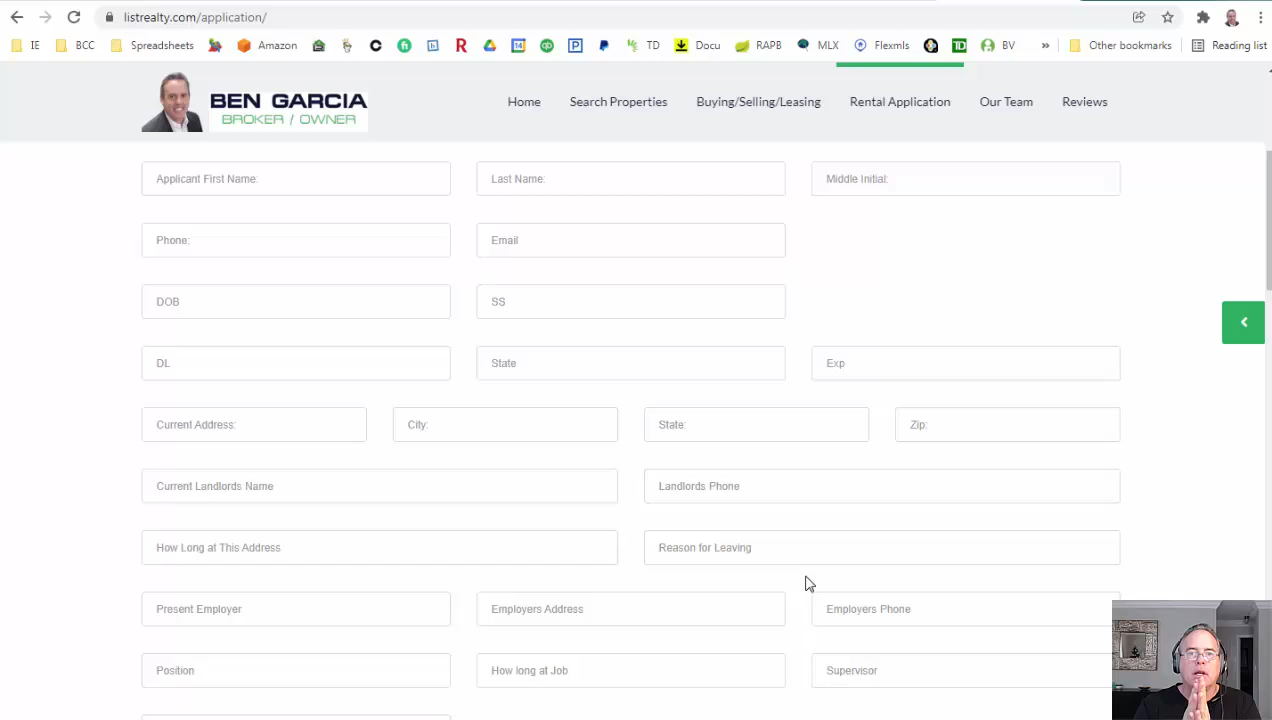 listrealty.com/application/
IE BCC Spreadsheets Amazon TD Docu RAPB MLX Flexmls TD BV » Other bookmarks Reading list
BEN GARCIA
BROKER / OWNER
Home Search Properties Buying/Selling/Leasing Rental Application Our Team Reviews
Applicant First Name: Last Name: Middle Initial:
Phone: Email
DOB SS
DL State Exp
Current Address: City: State: Zip:
Current Landlords Name Landlords Phone
How Long at This Address Reason for Leaving
Present Employer Employers Address Employers Phone
Position How long at Job Supervisor